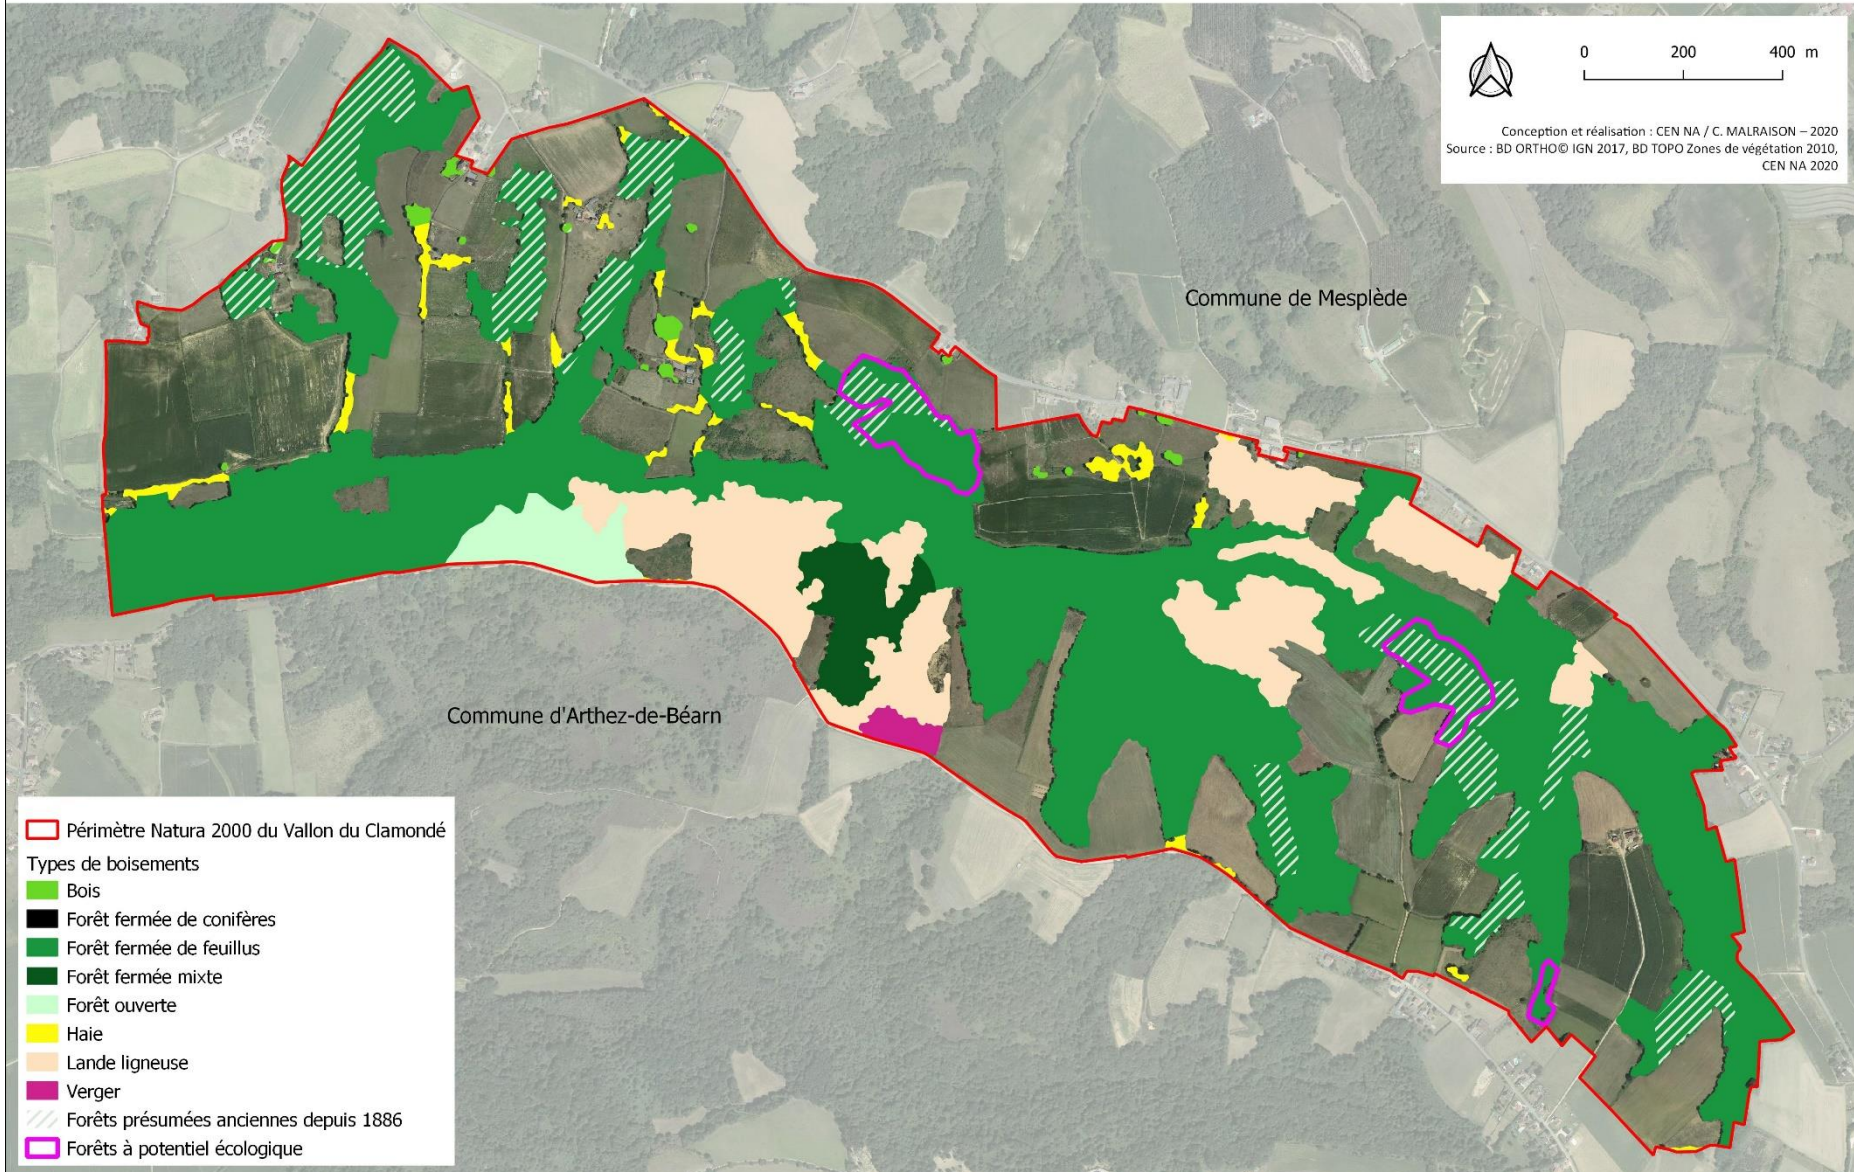 0 200 400 m
Conception et réalisation : CEN NA / C. MALRAISON – 2020
Source : BD ORTHO© IGN 2017, BD TOPO Zones de végétation 2010,
CEN NA 2020
Commune de Mesplède
Commune d'Arthez-de-Béarn
Périmètre Natura 2000 du Vallon du Clamondé
Types de boisements
Bois
Forêt fermée de conifères
Forêt fermée de feuillus
Forêt fermée mixte
Forêt ouverte
Haie
Lande ligneuse
Verger
Forêts présumées anciennes depuis 1886
Forêts à potentiel écologique